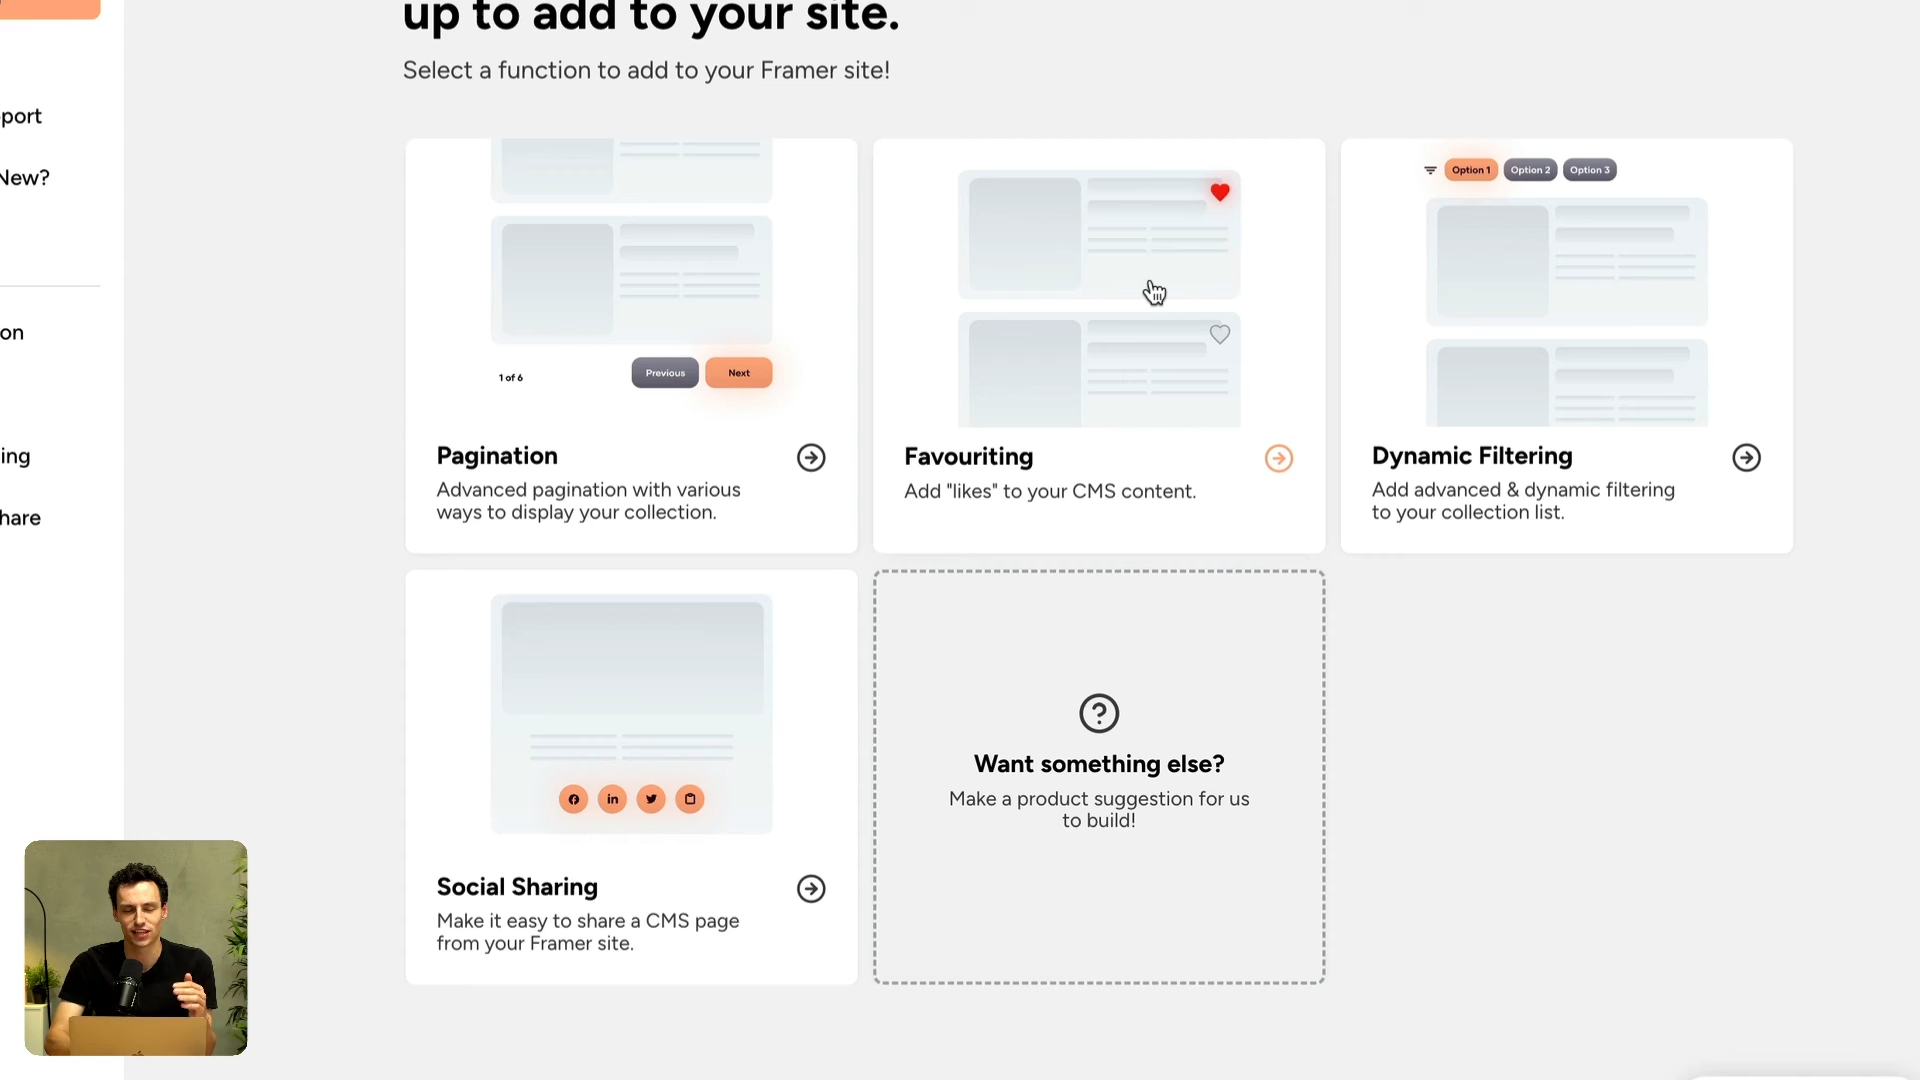 up to add to your site.
Select a function to add to your Framer site!
port
New?
on
ing
hare
1 of 6
Previous
Next
Pagination
Advanced pagination with various
ways to display your collection.
Favouriting
Add "likes" to your CMS content.
Option 1
Option 2
Option 3
Dynamic Filtering
Add advanced & dynamic filtering
to your collection list.
Social Sharing
Make it easy to share a CMS page
from your Framer site.
Want something else?
Make a product suggestion for us
to build!